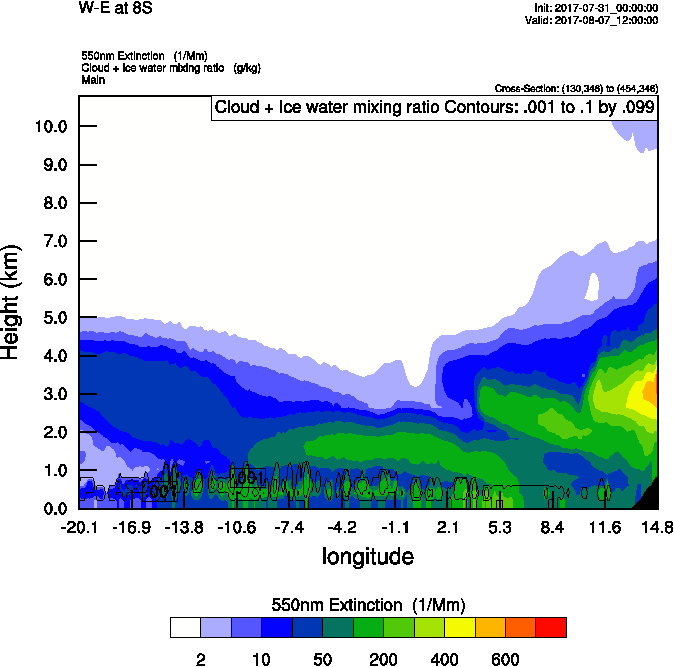 W-E at 8S
Init: 2017-07-31_00:00:00
Valid: 2017-08-07_12:00:00
550nm Extinction (1/Mm)
Cloud + Ice water mixing ratio (g/kg)
Main
Cross-Section: (130,346) to (454,346)
Cloud + Ice water mixing ratio Contours: .001 to .1 by .099
10.0
9.0
8.0
7.0
6.0
5.0
4.0
3.0
2.0
1.0
0.0
Height (km)
.001
.001
-20.1 -16.9 -13.8 -10.6 -7.4 -4.2 -1.1 2.1 5.3 8.4 11.6 14.8
longitude
550nm Extinction (1/Mm)
2 10 50 200 400 600